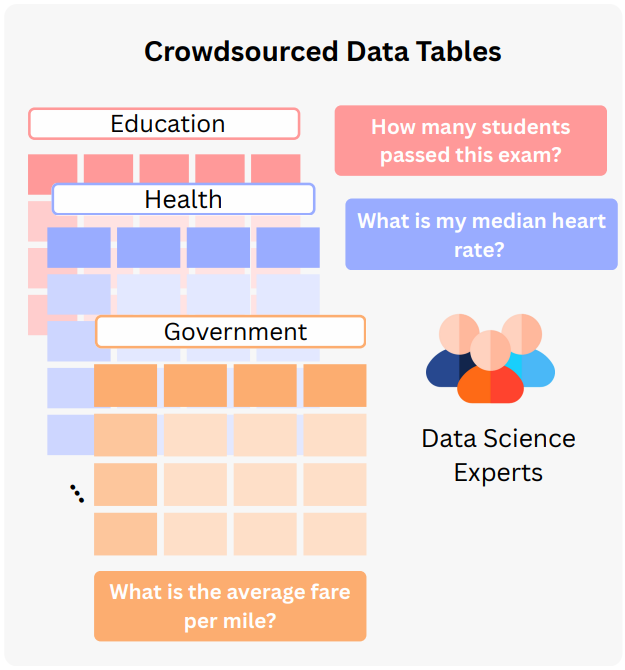 Crowdsourced Data Tables
Education
How many students
passed this exam?
Health
What is my median heart
rate?
Government
Data Science
Experts
What is the average fare
per mile?